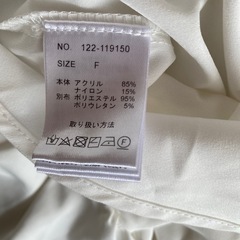 NO. 122-119150
SIZE F
本体 アクリル 85%
ナイロン 15%
別布 ポリエステル 95%
ポリウレタン 5%
取り扱い方法